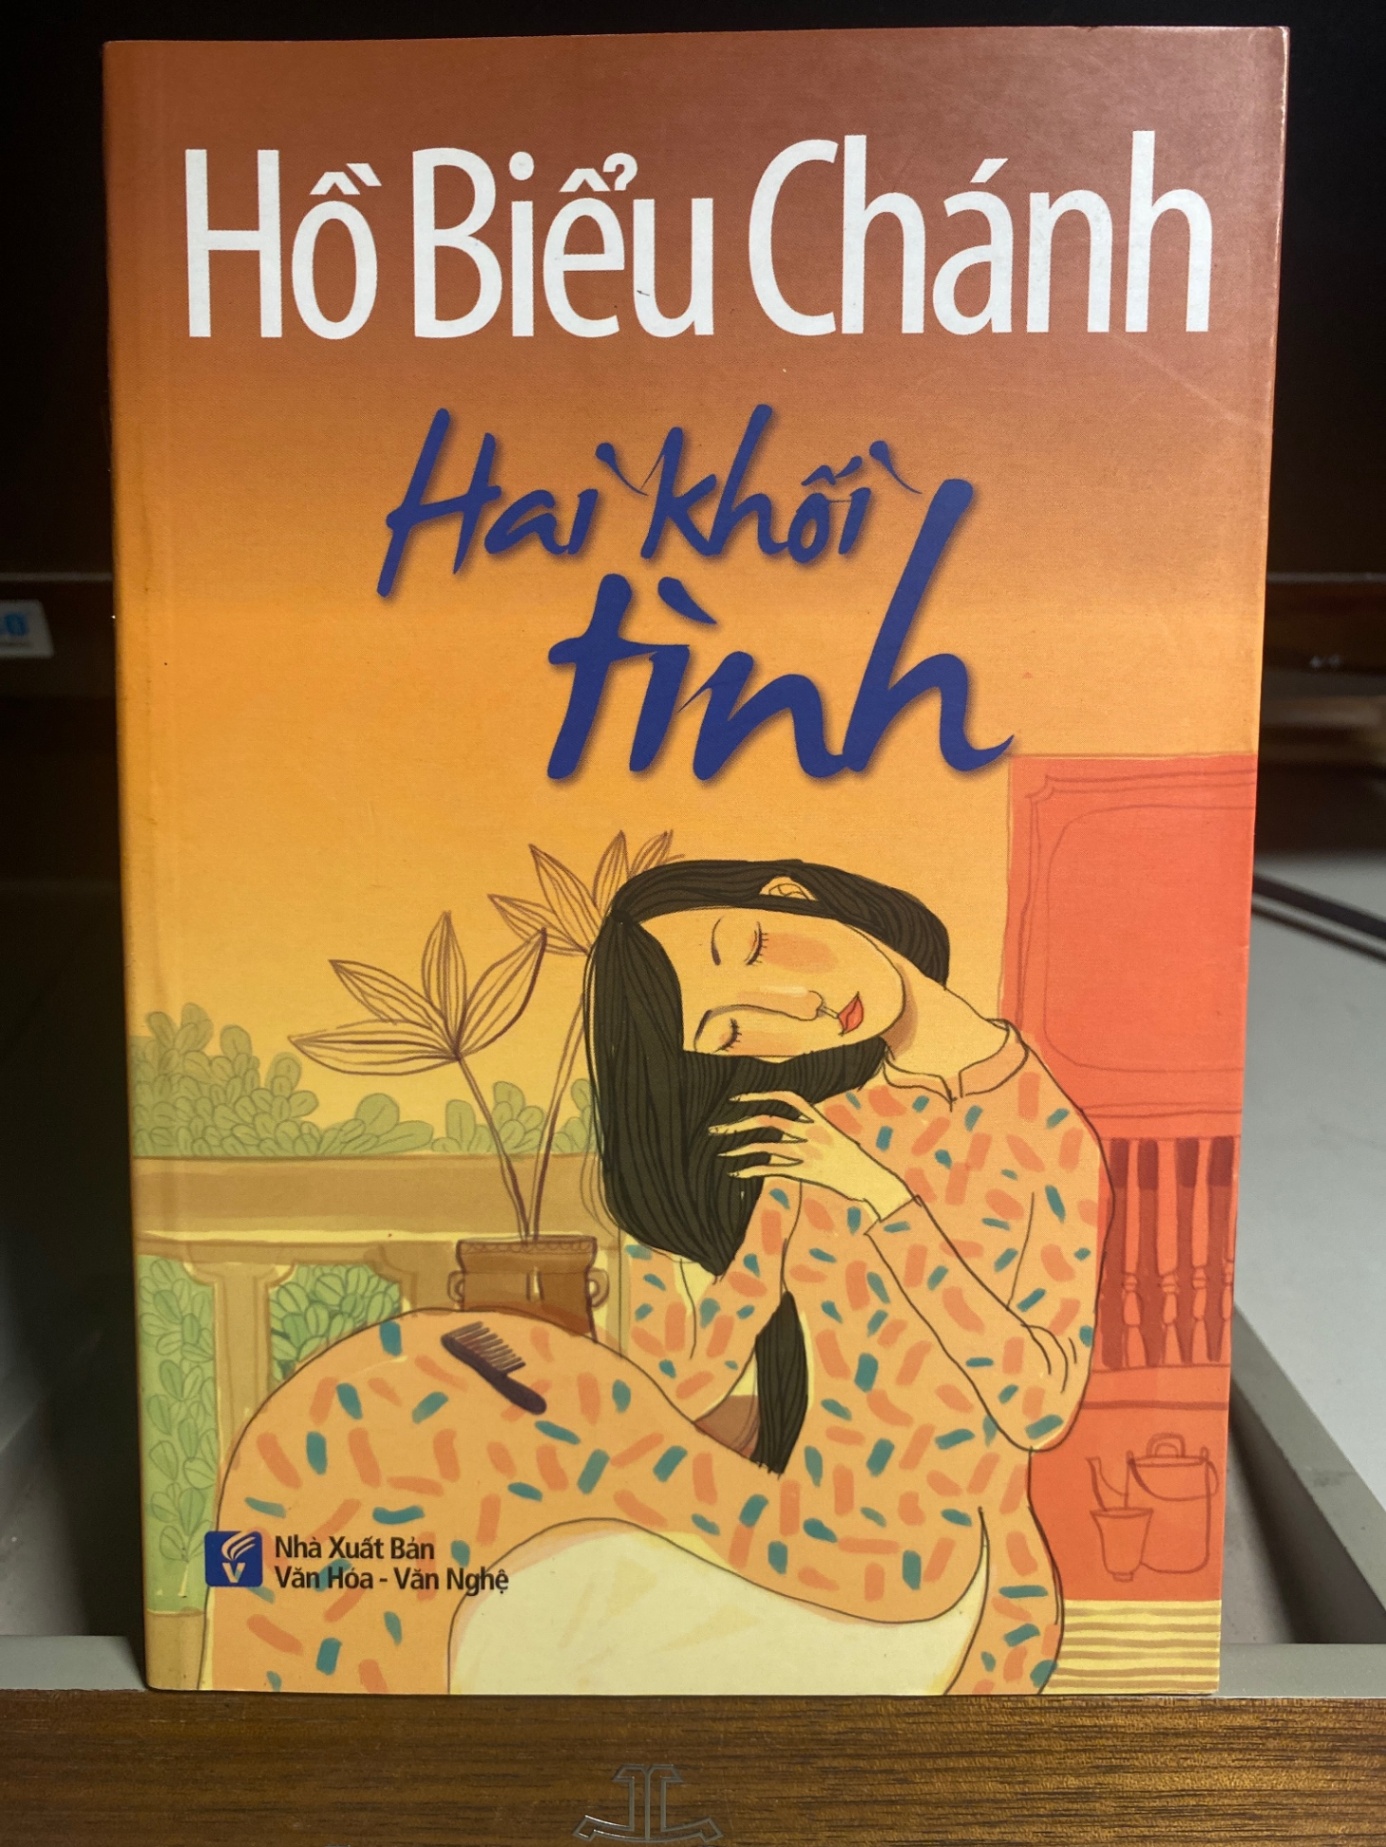 Hồ Biểu Chánh
Hai khối
tình
Nhà Xuất Bản
Văn Hóa - Văn Nghệ